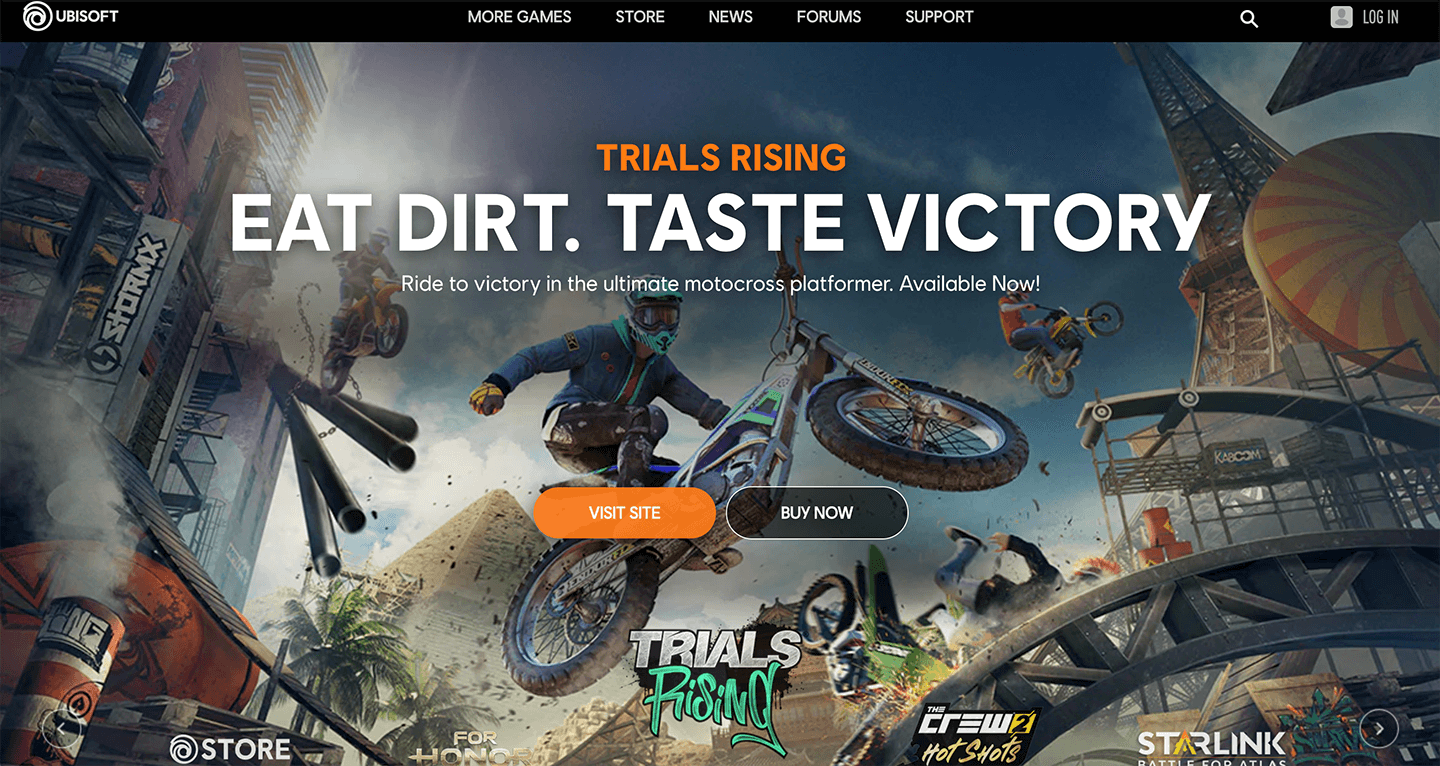 UBISOFT
MORE GAMES
STORE
NEWS
FORUMS
SUPPORT
LOG IN
TRIALS RISING
EAT DIRT. TASTE VICTORY
Ride to victory in the ultimate motocross platformer. Available Now!
STORMX
KABOOM
VISIT SITE
BUY NOW
TRIALS
RiSiNG
STORE
FOR
HONOR
THE
CREW 2
HOT SHOTS
STARLINK
BATTLE FOR ATLAS